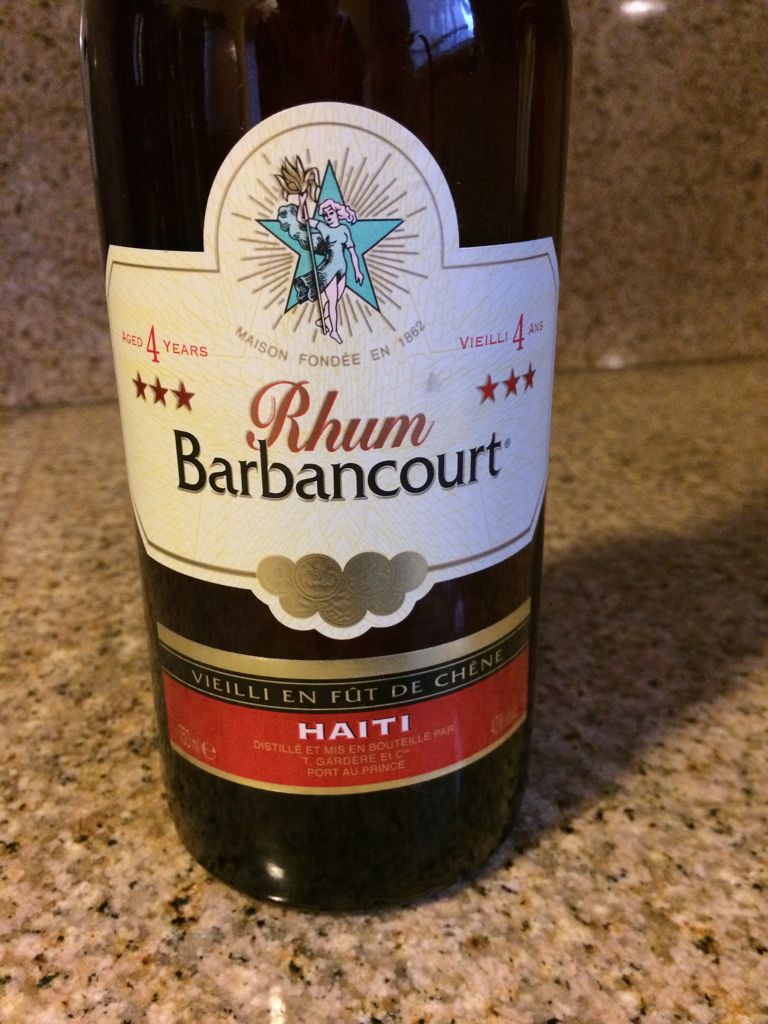 MAISON FONDÉE EN 1862
AGED 4 YEARS
VIEILLI 4 ANS
Rhum
Barbancourt®
VIEILLI EN FÛT DE CHÊNE
HAITI
DISTILLÉ ET MIS EN BOUTEILLE PAR
T. GARDÈRE ET Cie
PORT AU PRINCE